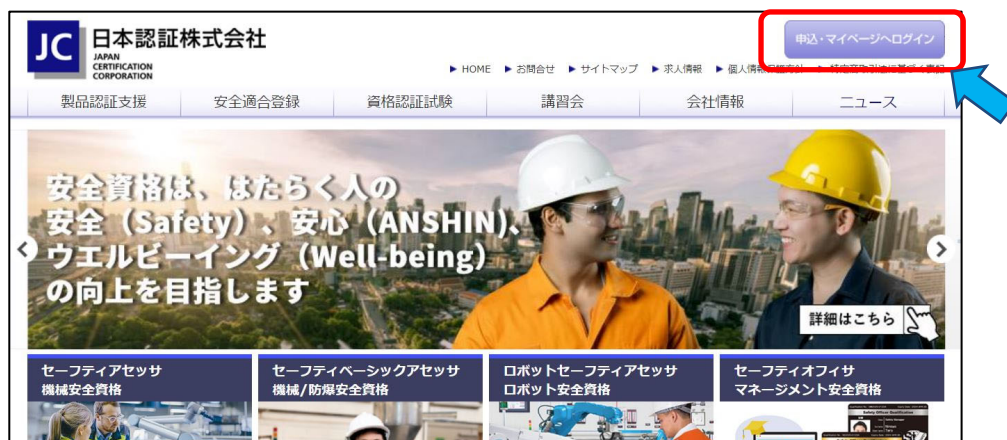 JC
日本認証株式会社
JAPAN
CERTIFICATION
CORPORATION
申込・マイページへログイン
▶ HOME ▶ お問合せ ▶ サイトマップ ▶ 求人情報 ▶ 個人情報
製品認証支援 安全適合登録 資格認証試験 講習会 会社情報 ニュース
安全資格は、はたらく人の
安全（Safety）、安心（ANSHIN）、
ウエルビーイング（Well-being）
の向上を目指します
詳細はこちら
セーフティアセッサ
機械安全資格
セーフティベーシックアセッサ
機械/防爆安全資格
ロボットセーフティアセッサ
ロボット安全資格
セーフティオフィサ
マネージメント安全資格
Safety Officer Qualification